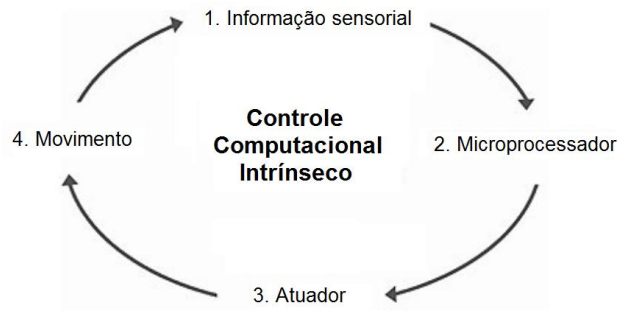 1. Informação sensorial
Controle
Computacional
Intrínseco
4. Movimento
2. Microprocessador
3. Atuador